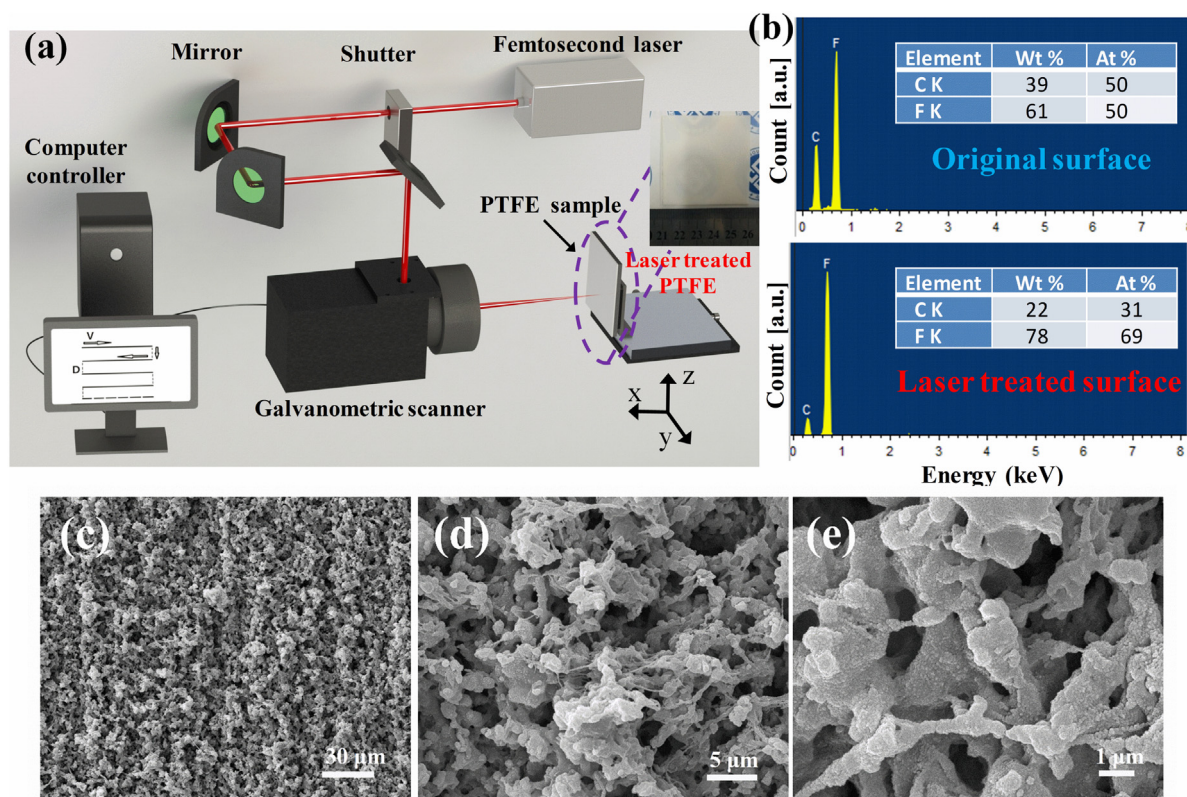 (a)
Mirror
Shutter
Femtosecond laser
Computer
controller
PTFE sample
Laser treated
PTFE
21 22 23 24 25 26
V
D
Galvanometric scanner
z
x
y
(b)
Count [a.u.]
F
C
Element Wt % At %
C K 39 50
F K 61 50
Original surface
0 1 2 3 4 5 6 7 8
Count [a.u.]
F
C
Element Wt % At %
C K 22 31
F K 78 69
Laser treated surface
0 1 2 3 4 5 6 7 8
Energy (keV)
(c)
30 μm
(d)
5 μm
(e)
1 μm